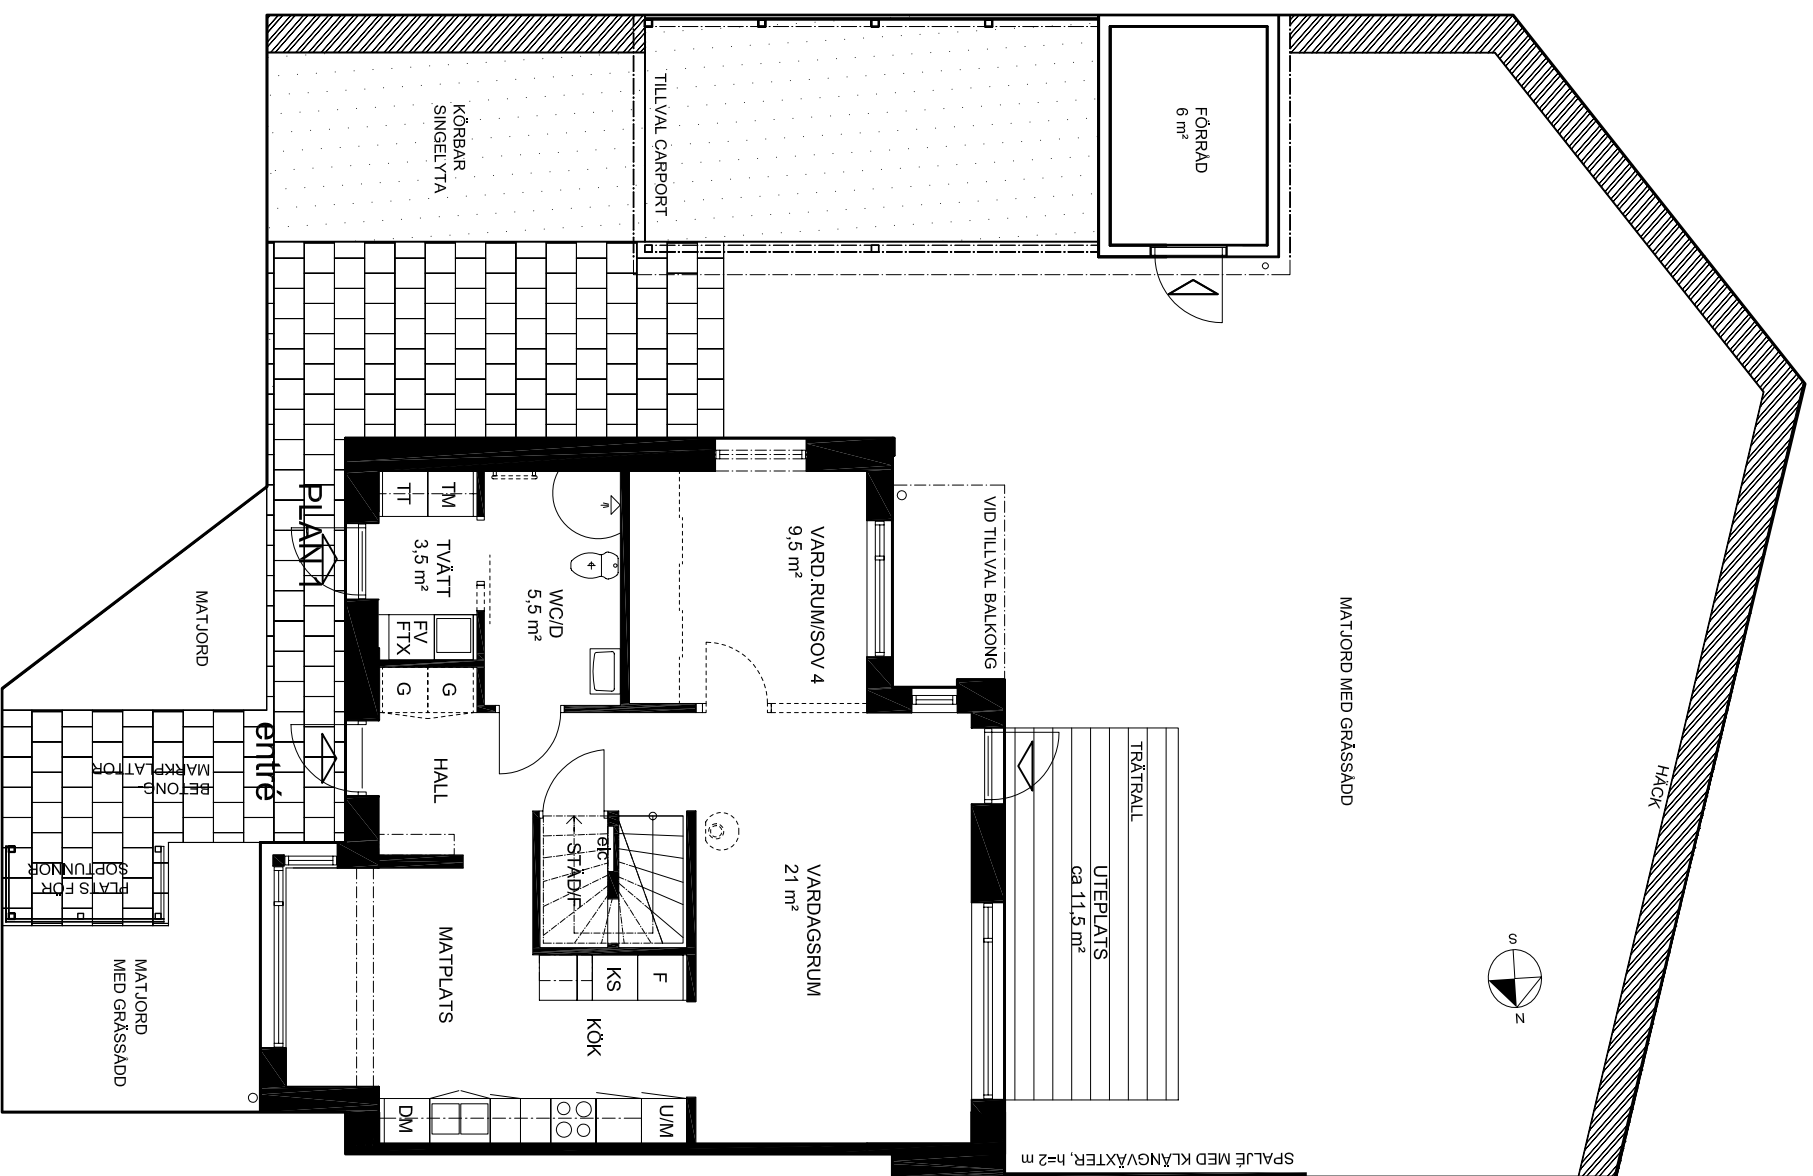 KÖRBAR
SINGELYTA
TILLVAL CARPORT
FÖRRÅD
6 m²
HÄCK
MATJORD MED GRÄSSÅDD
VID TILLVAL BALKONG
VARD.RUM/SOV 4
9,5 m²
TT
TM
TVÄTT
3,5 m²
WC/D
5,5 m²
FV
FTX
G
G
PLAN 1
MATJORD
entré
BETONG-
MARKPLATTOR
PLATS FÖR
SOPTUNNOR
MATJORD
MED GRÄSSÅDD
HALL
elc
STÄD/F
MATPLATS
KS
F
KÖK
DM
U/M
VARDAGSRUM
21 m²
TRÄTRALL
UTEPLATS
ca 11,5 m²
S
N
SPALJÉ MED KLÄNGVÄXTER, h=2 m